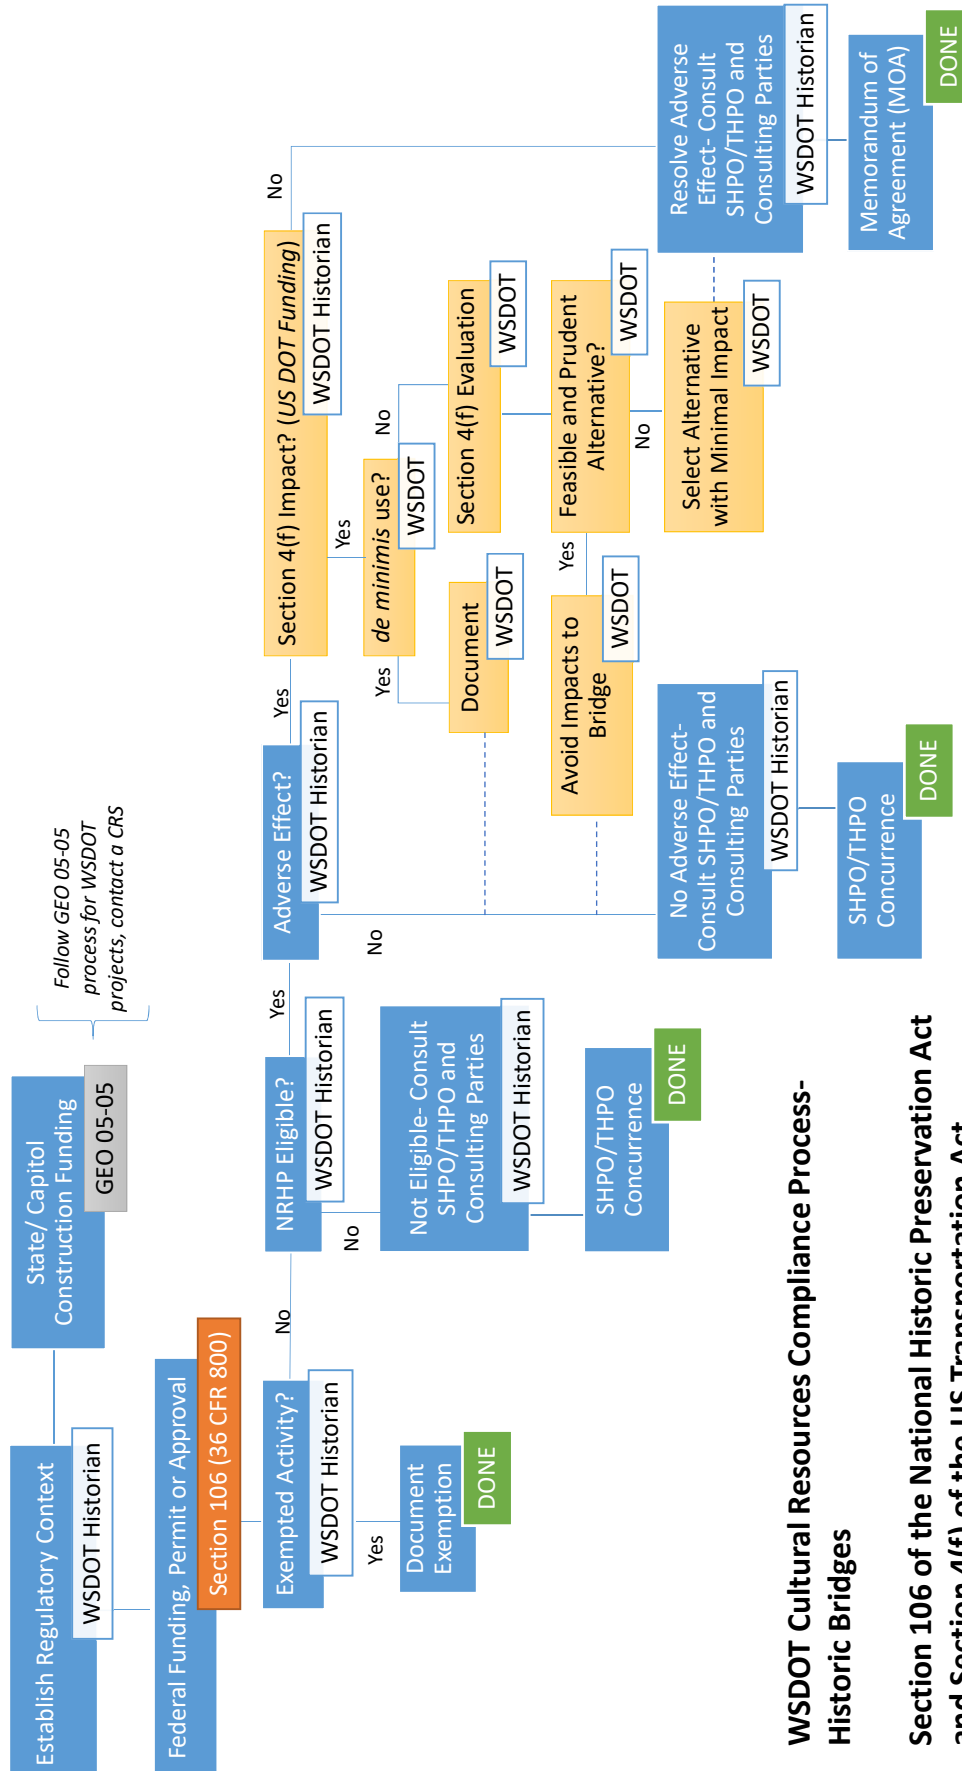 Establish Regulatory Context
WSDOT Historian
State/ Capitol
Construction Funding
GEO 05-05
Follow GEO 05-05
process for WSDOT
projects, contact a CRS
Federal Funding, Permit or Approval
Section 106 (36 CFR 800)
Exempted Activity?
WSDOT Historian
No
NRHP Eligible?
WSDOT Historian
Yes
Adverse Effect?
WSDOT Historian
Yes
Section 4(f) Impact? (US DOT Funding)
WSDOT Historian
No
Yes
Document
Exemption
DONE
No
Not Eligible- Consult
SHPO/THPO and
Consulting Parties
WSDOT Historian
SHPO/THPO
Concurrence
DONE
No
Yes
de minimis use?
WSDOT
Yes
No
Document
WSDOT
Section 4(f) Evaluation
WSDOT
Avoid Impacts to
Bridge
WSDOT
Yes
Feasible and Prudent
Alternative?
WSDOT
No
Select Alternative
with Minimal Impact
WSDOT
No Adverse Effect-
Consult SHPO/THPO and
Consulting Parties
WSDOT Historian
SHPO/THPO
Concurrence
DONE
Resolve Adverse
Effect- Consult
SHPO/THPO and
Consulting Parties
WSDOT Historian
Memorandum of
Agreement (MOA)
DONE
WSDOT Cultural Resources Compliance Process-
Historic Bridges
Section 106 of the National Historic Preservation Act
and Section 4(f) of the US Transportation Act